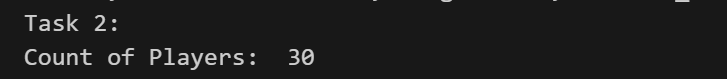 Task 2:
Count of Players:  30